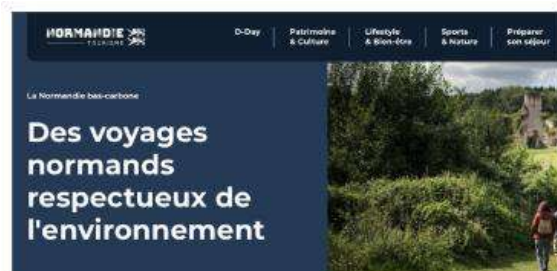 NORMANDIE
TOURISME
D-Day
Patrimoine
& Culture
Lifestyle
& Bien-être
Sports
& Nature
Préparer
son séjour
La Normandie bas-carbone
Des voyages
normands
respectueux de
l'environnement